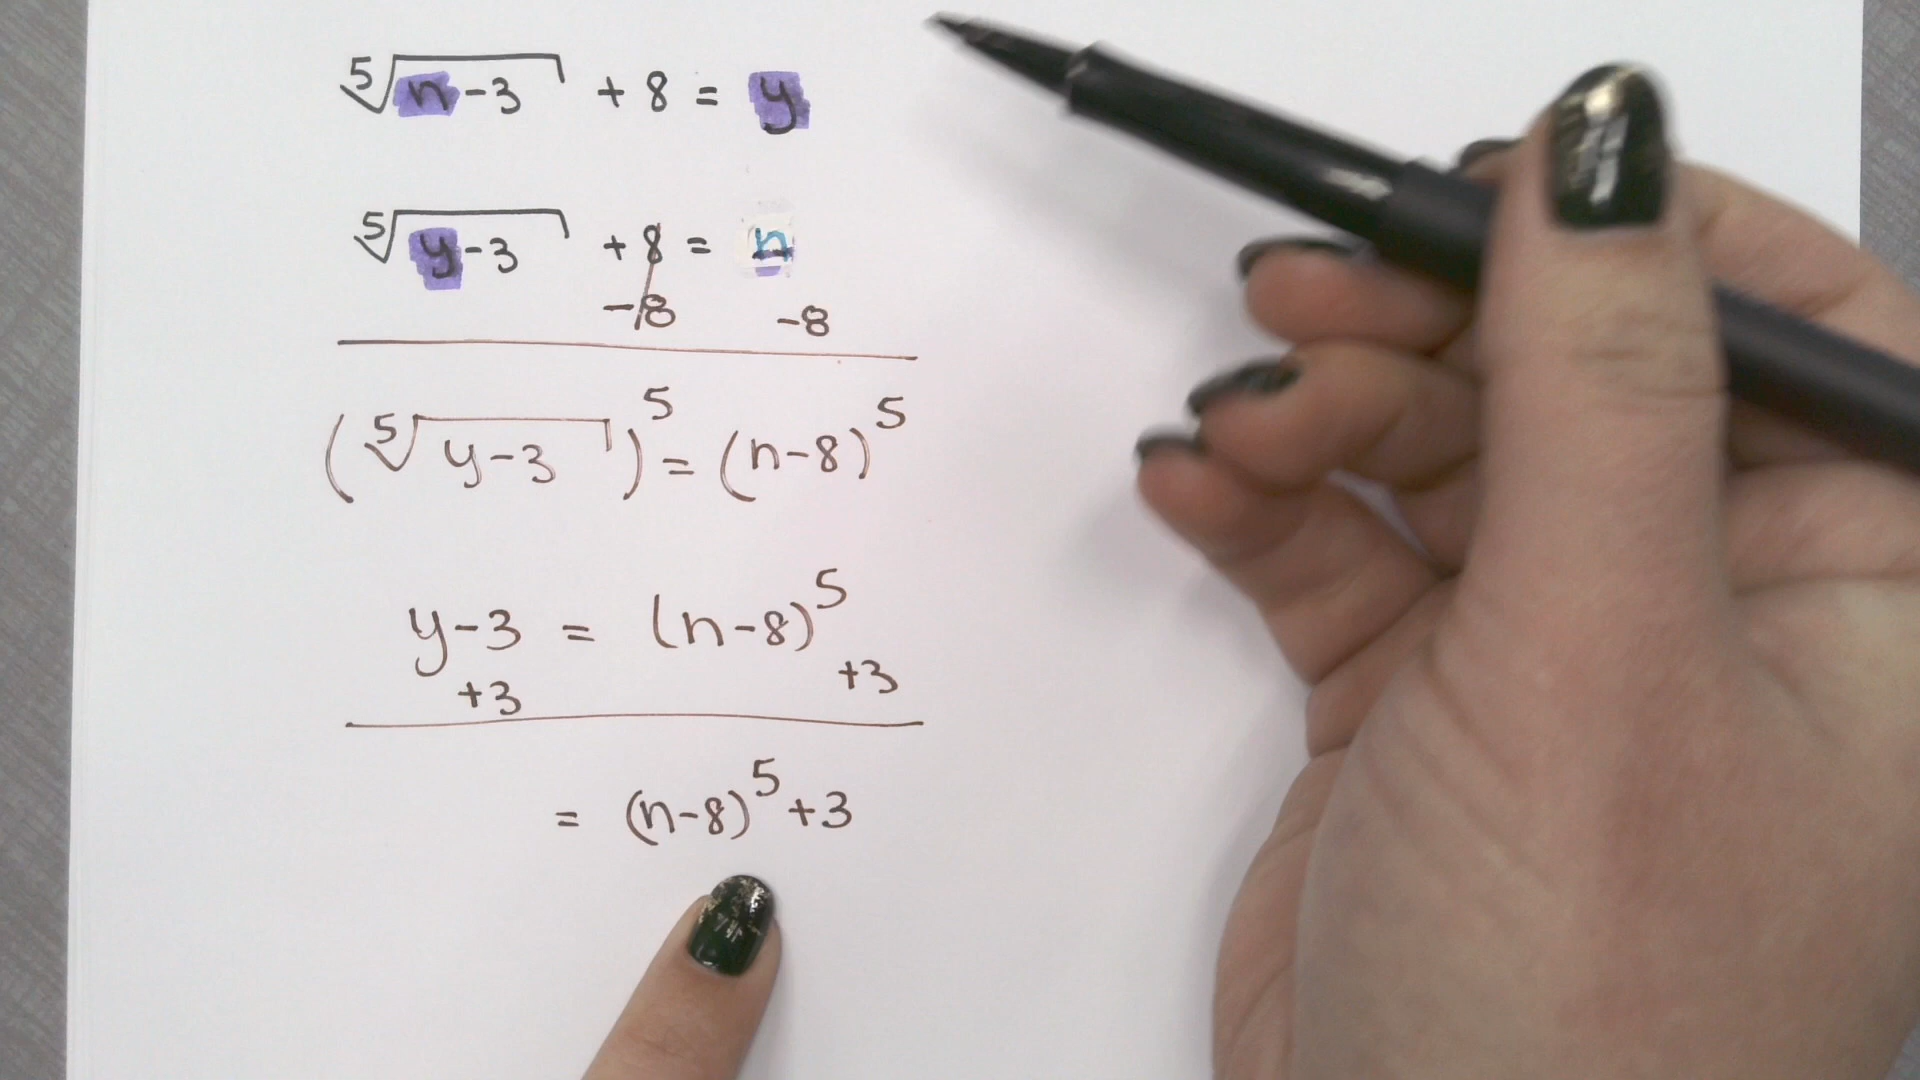 ⁵√(n-3) + 8 = y
⁵√(y-3) + 8 = n
-8 -8
(⁵√(y-3))⁵ = (n-8)⁵
y-3 = (n-8)⁵
+3 +3
= (n-8)⁵+3